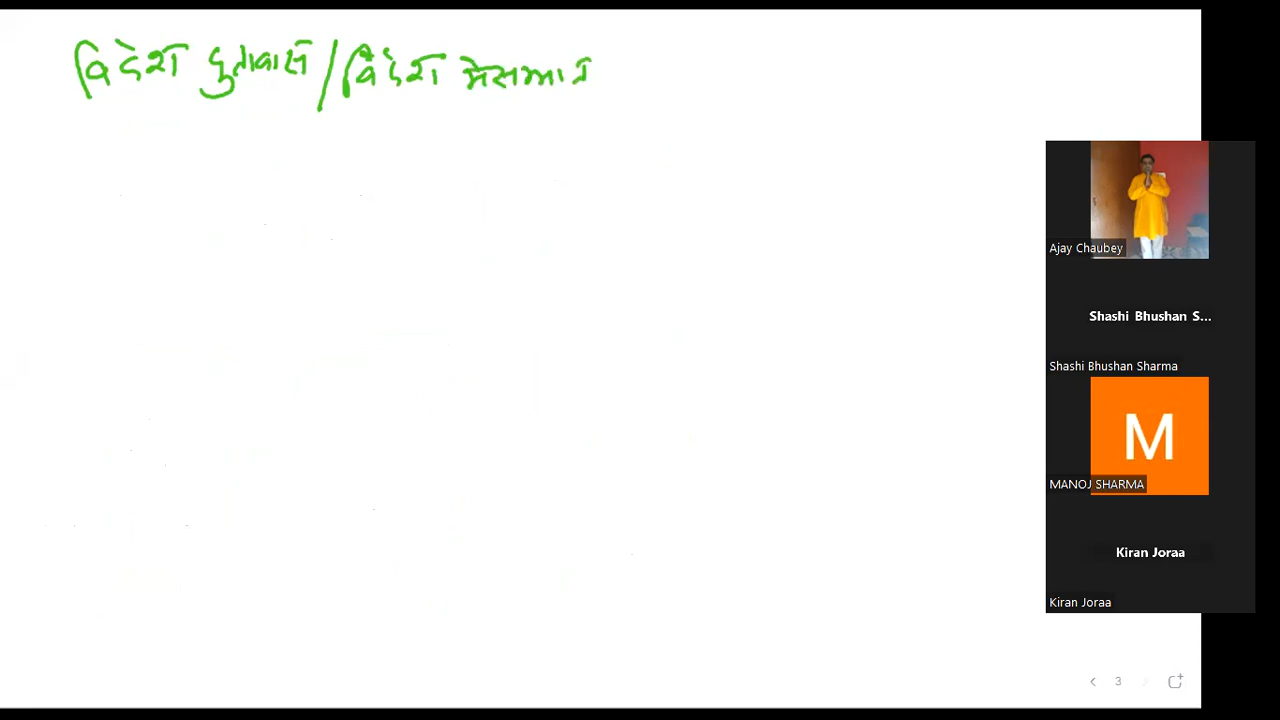 विदेश दुतावास / विदेश
Ajay Chaubey
Shashi Bhushan S...
Shashi Bhushan Sharma
M
MANOJ SHARMA
Kiran Joraa
Kiran Joraa
3